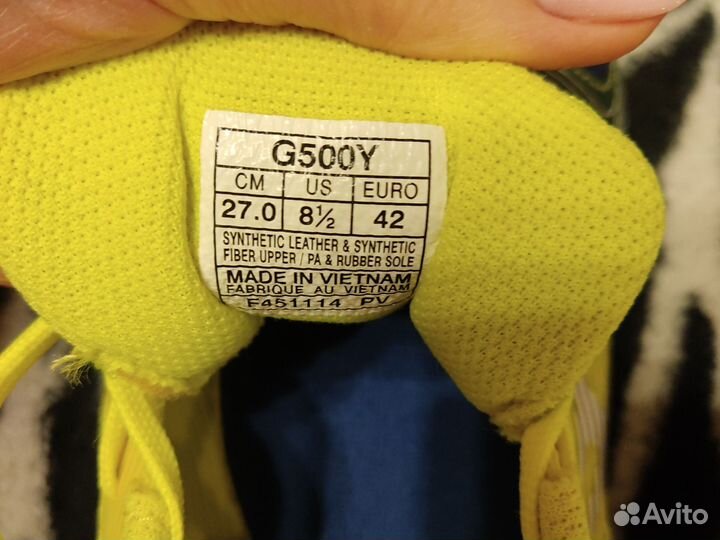 G500Y
CM US EURO
27.0 8½ 42
SYNTHETIC LEATHER & SYNTHETIC
FIBER UPPER / PA & RUBBER SOLE
MADE IN VIETNAM
FABRIQUE AU VIETNAM
F451114 PV
Avito